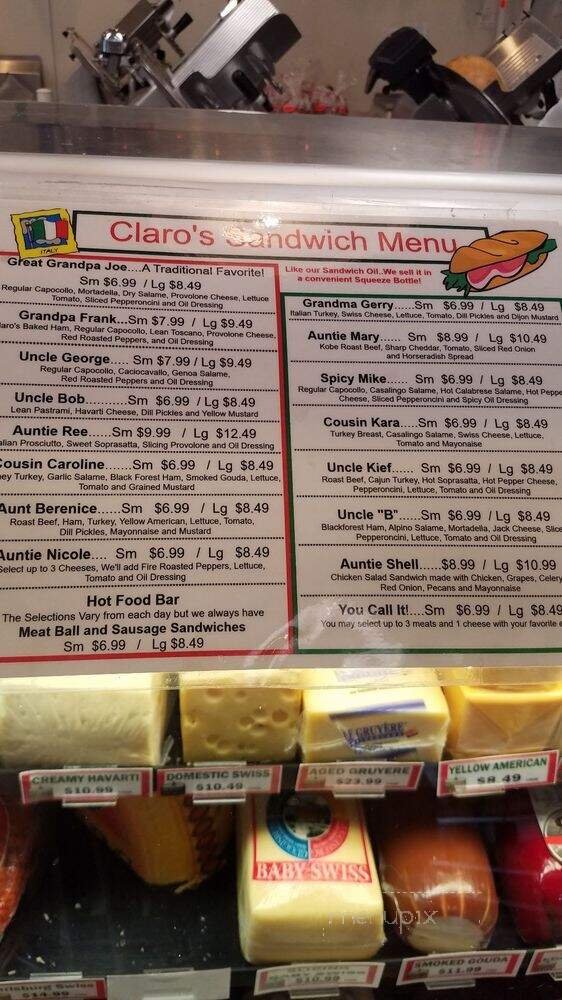 ITALY
Claro's Sandwich Menu
Great Grandpa Joe....A Traditional Favorite!
Sm $6.99 / Lg $8.49
Regular Capocollo, Mortadella, Dry Salame, Provolone Cheese, Lettuce
Tomato, Sliced Pepperoncini and Oil Dressing
Grandpa Frank...Sm $7.99 / Lg $9.49
aro's Baked Ham, Regular Capocollo, Lean Toscano, Provolone Cheese,
Red Roasted Peppers, and Oil Dressing
Uncle George.... Sm $7.99 / Lg $9.49
Regular Capocollo, Caciocavallo, Genoa Salame,
Red Roasted Peppers and Oil Dressing
Uncle Bob..........Sm $6.99 / Lg $8.49
Lean Pastrami, Havarti Cheese, Dill Pickles and Yellow Mustard
Auntie Ree......Sm $9.99 / Lg $12.49
alian Prosciutto, Sweet Soprasatta, Slicing Provolone and Oil Dressing
Cousin Caroline.......Sm $6.99 / Lg $8.49
ey Turkey, Garlic Salame, Black Forest Ham, Smoked Gouda, Lettuce,
Tomato and Grained Mustard
Aunt Berenice......Sm $6.99 / Lg $8.49
Roast Beef, Ham, Turkey, Yellow American, Lettuce, Tomato,
Dill Pickles, Mayonnaise and Mustard
Auntie Nicole.... Sm $6.99 / Lg $8.49
Select up to 3 Cheeses, We'll add Fire Roasted Peppers, Lettuce,
Tomato and Oil Dressing
Hot Food Bar
The Selections Vary from each day but we always have
Meat Ball and Sausage Sandwiches
Sm $6.99 / Lg $8.49
Like our Sandwich Oil..We sell it in
a convenient Squeeze Bottle!
Grandma Gerry.....Sm $6.99 / Lg $8.49
Italian Turkey, Swiss Cheese, Lettuce, Tomato, Dill Pickles and Dijon Mustard
Auntie Mary...... Sm $8.99 / Lg $10.49
Kobe Roast Beef, Sharp Cheddar, Tomato, Sliced Red Onion
and Horseradish Spread
Spicy Mike...... Sm $6.99 / Lg $8.49
Regular Capocollo, Casalingo Salame, Hot Calabrese Salame, Hot Peppe
Cheese, Sliced Pepperoncini and Spicy Oil Dressing
Cousin Kara.....Sm $6.99 / Lg $8.49
Turkey Breast, Casalingo Salame, Swiss Cheese, Lettuce,
Tomato and Mayonnaise
Uncle Kief...... Sm $6.99 / Lg $8.49
Roast Beef, Cajun Turkey, Hot Soprasatta, Hot Pepper Cheese,
Pepperoncini, Lettuce, Tomato and Oil Dressing
Uncle "B"......Sm $6.99 / Lg $8.49
Blackforest Ham, Alpino Salame, Mortadella, Jack Cheese, Slice
Pepperoncini, Lettuce, Tomato and Oil Dressing
Auntie Shell.....$8.99 / Lg $10.99
Chicken Salad Sandwich made with Chicken, Grapes, Celery
Red Onion, Pecans and Mayonnaise
You Call It!....Sm $6.99 / Lg $8.49
You may select up to 3 meats and 1 cheese with your favorite
LE GRUYÈRE
CREAMY HAVARTI
$10.99
DOMESTIC SWISS
$10.49
AGED GRUYERE
$23.99
YELLOW AMERICAN
$8.49
BABY SWISS
menupix
Swiss
$14.99
$10.99
SMOKED GOUDA
$11.99